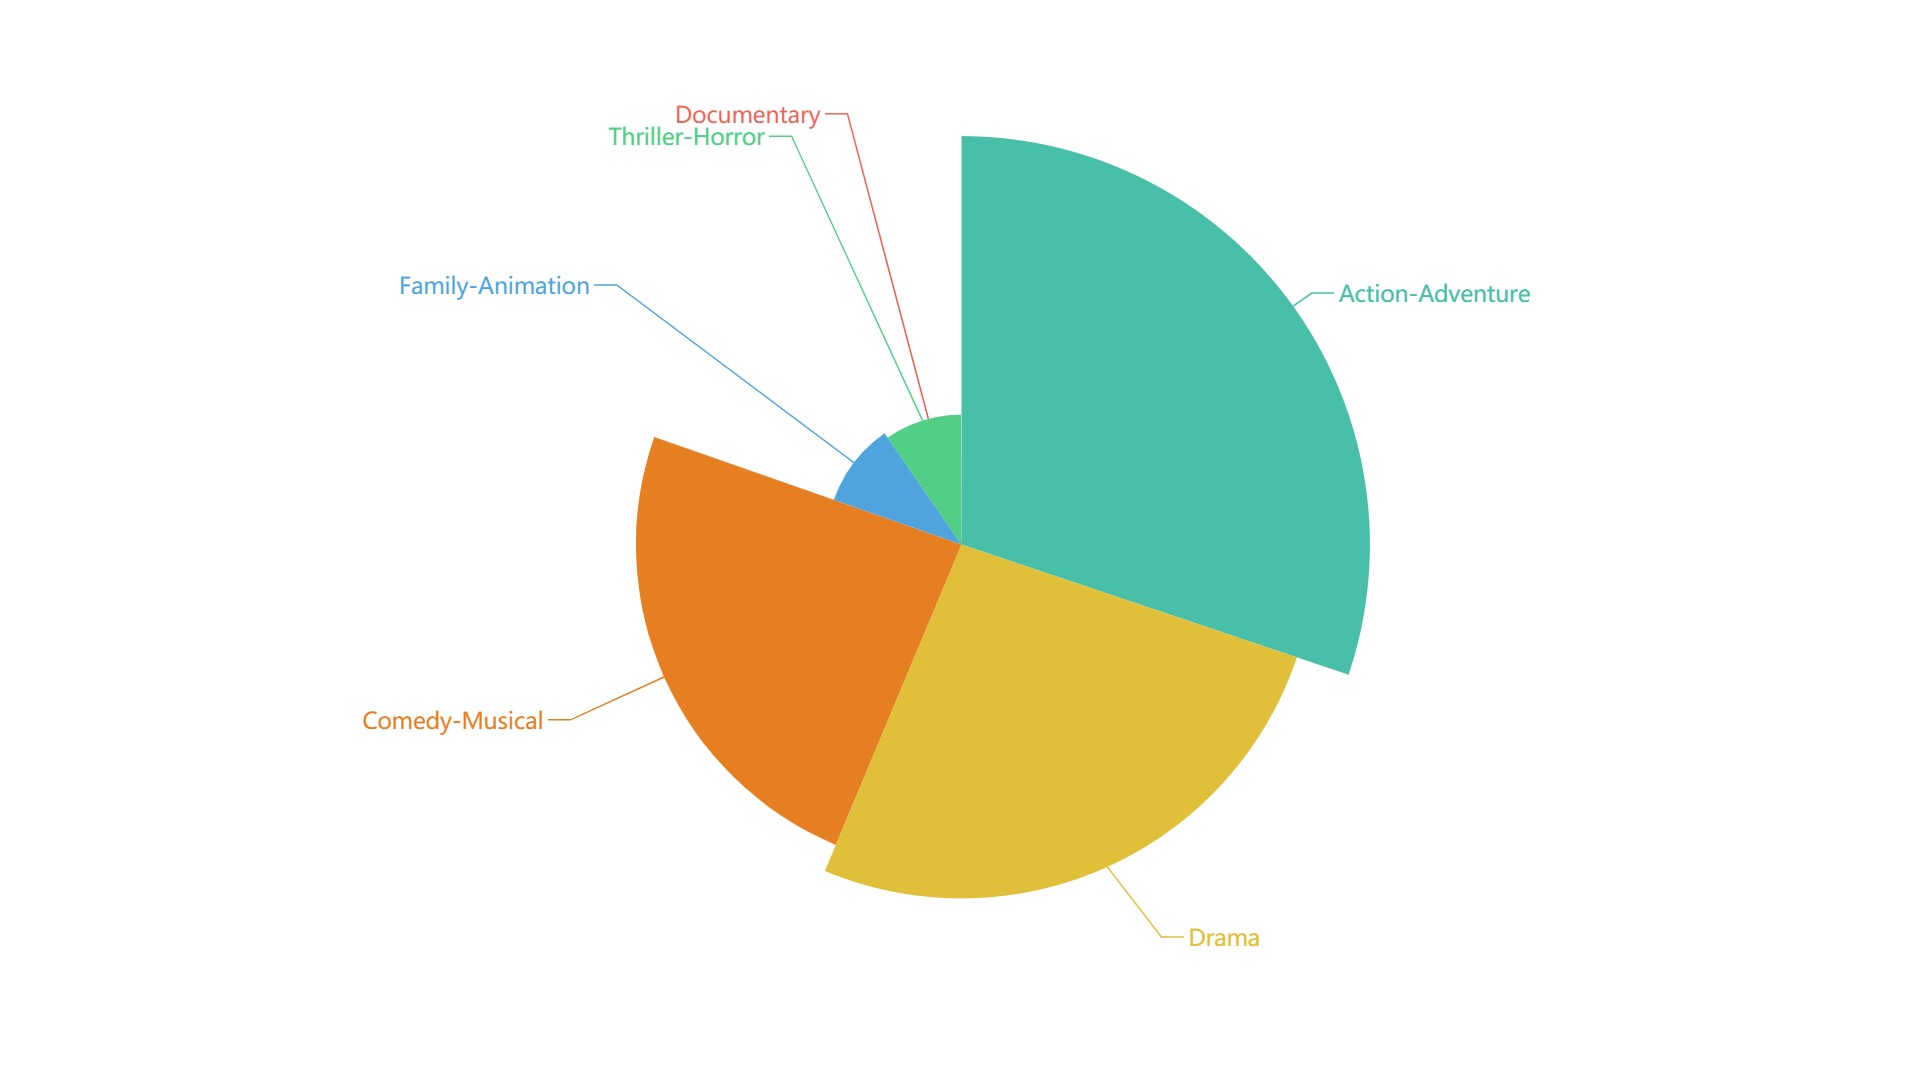 Documentary
Thriller-Horror
Family-Animation
Action-Adventure
Comedy-Musical
Drama